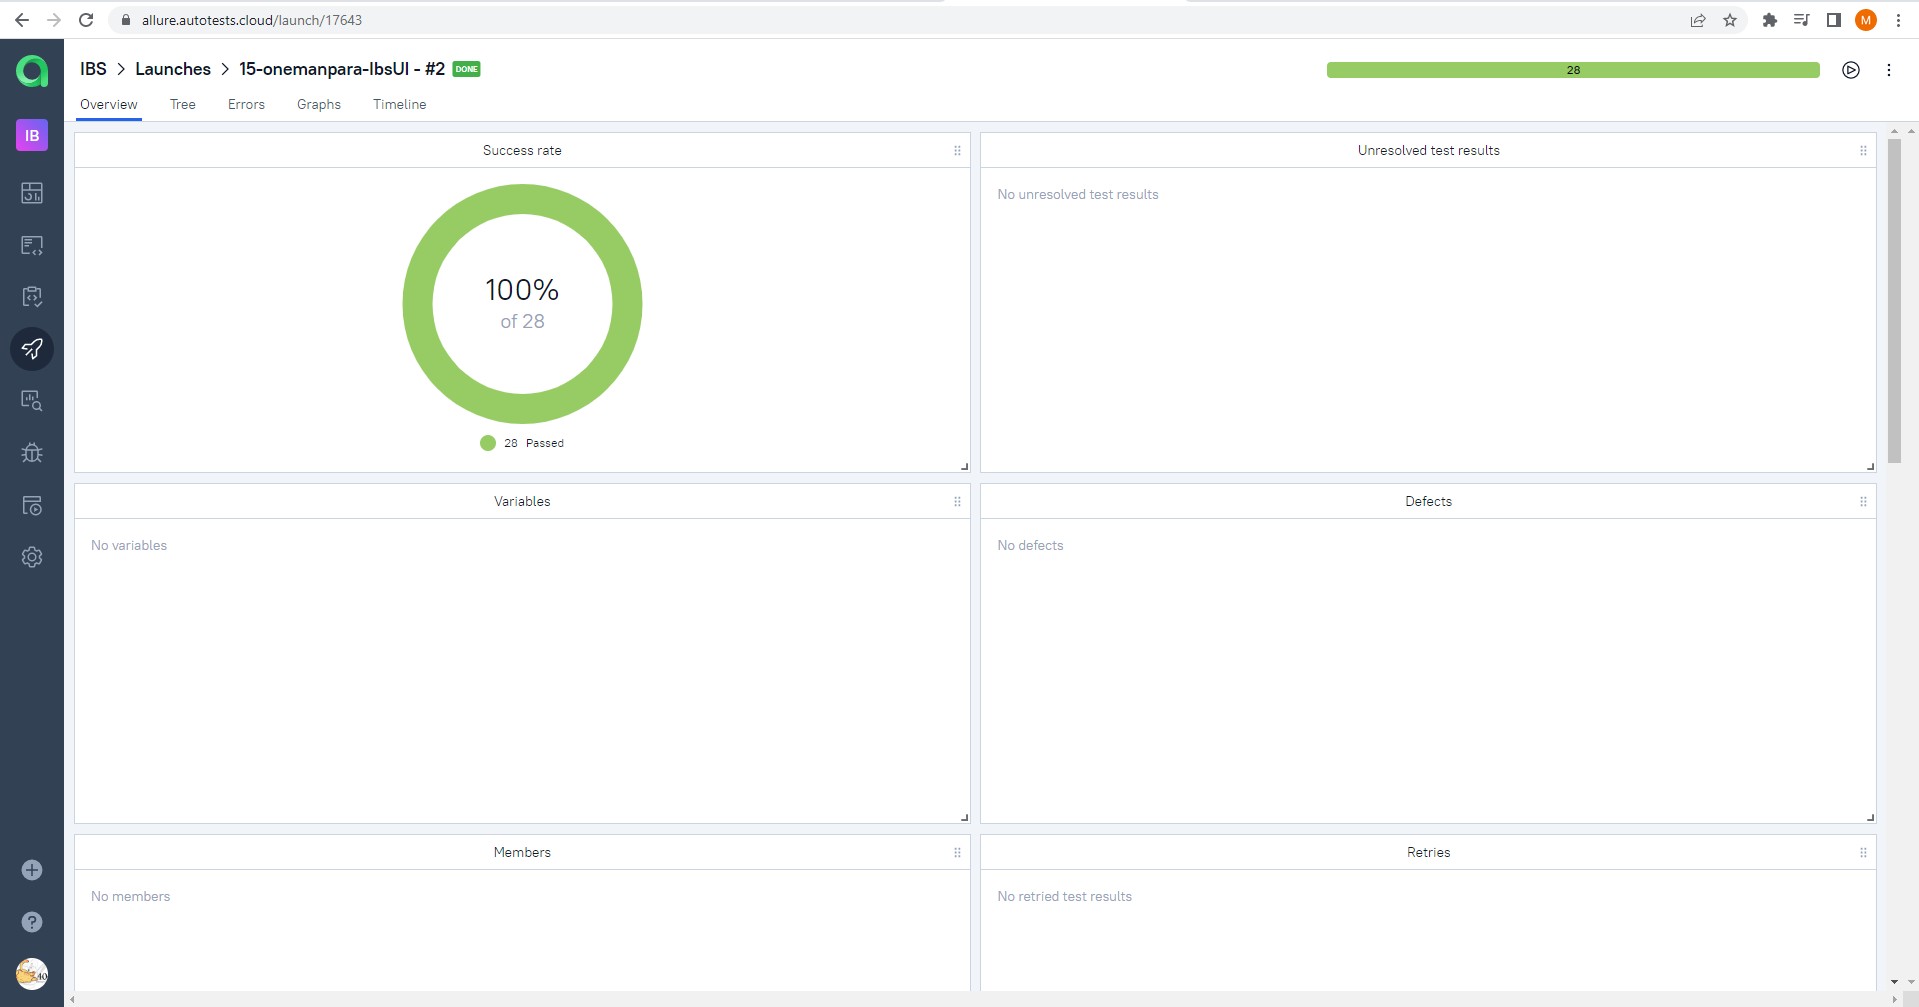 allure.autotests.cloud/launch/17643
M
IBS > Launches > 15-onemanpara-IbsUI - #2 DONE
28
Overview Tree Errors Graphs Timeline
IB
Success rate
100%
of 28
28 Passed
Unresolved test results
No unresolved test results
Variables
No variables
Defects
No defects
Members
No members
Retries
No retried test results